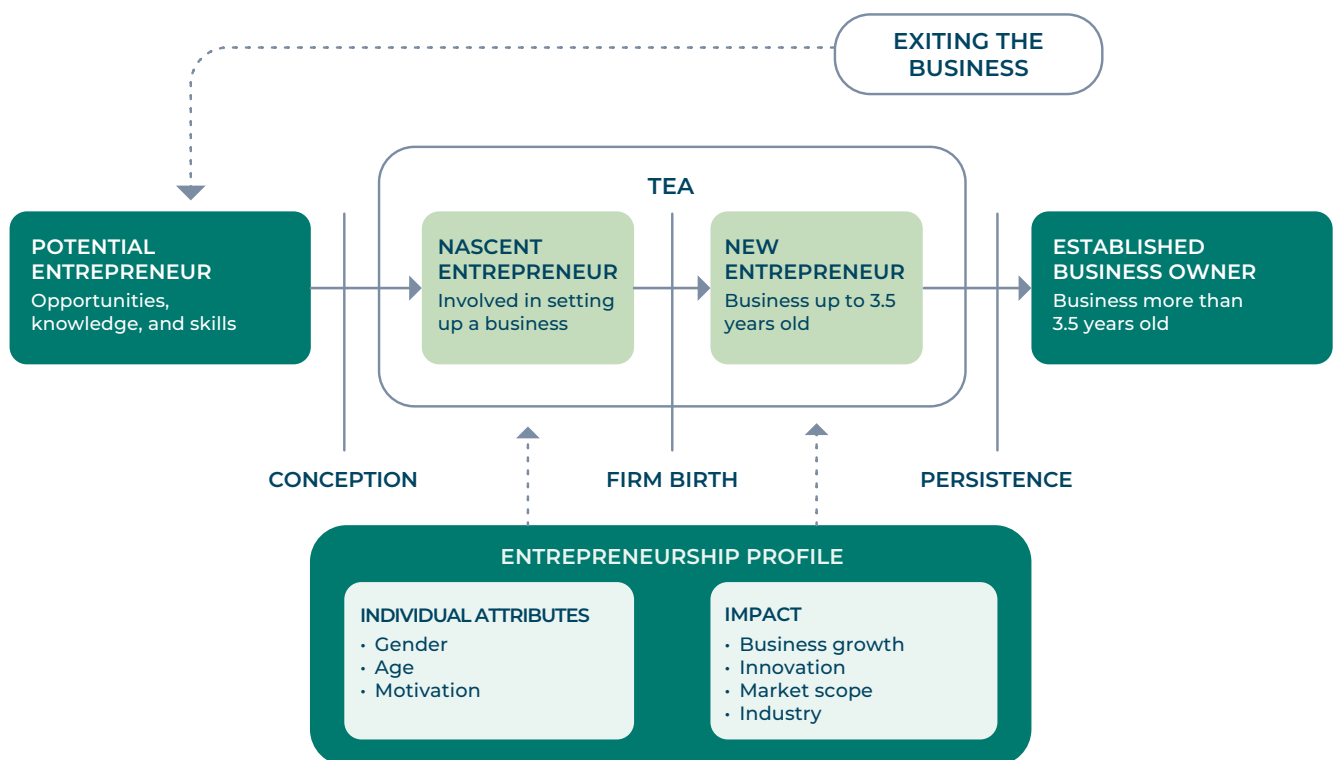 EXITING THE
BUSINESS
TEA
POTENTIAL
ENTREPRENEUR
Opportunities,
knowledge, and skills
NASCENT
ENTREPRENEUR
Involved in setting
up a business
NEW
ENTREPRENEUR
Business up to 3.5
years old
ESTABLISHED
BUSINESS OWNER
Business more than
3.5 years old
CONCEPTION
FIRM BIRTH
PERSISTENCE
ENTREPRENEURSHIP PROFILE
INDIVIDUAL ATTRIBUTES
• Gender
• Age
• Motivation
IMPACT
• Business growth
• Innovation
• Market scope
• Industry